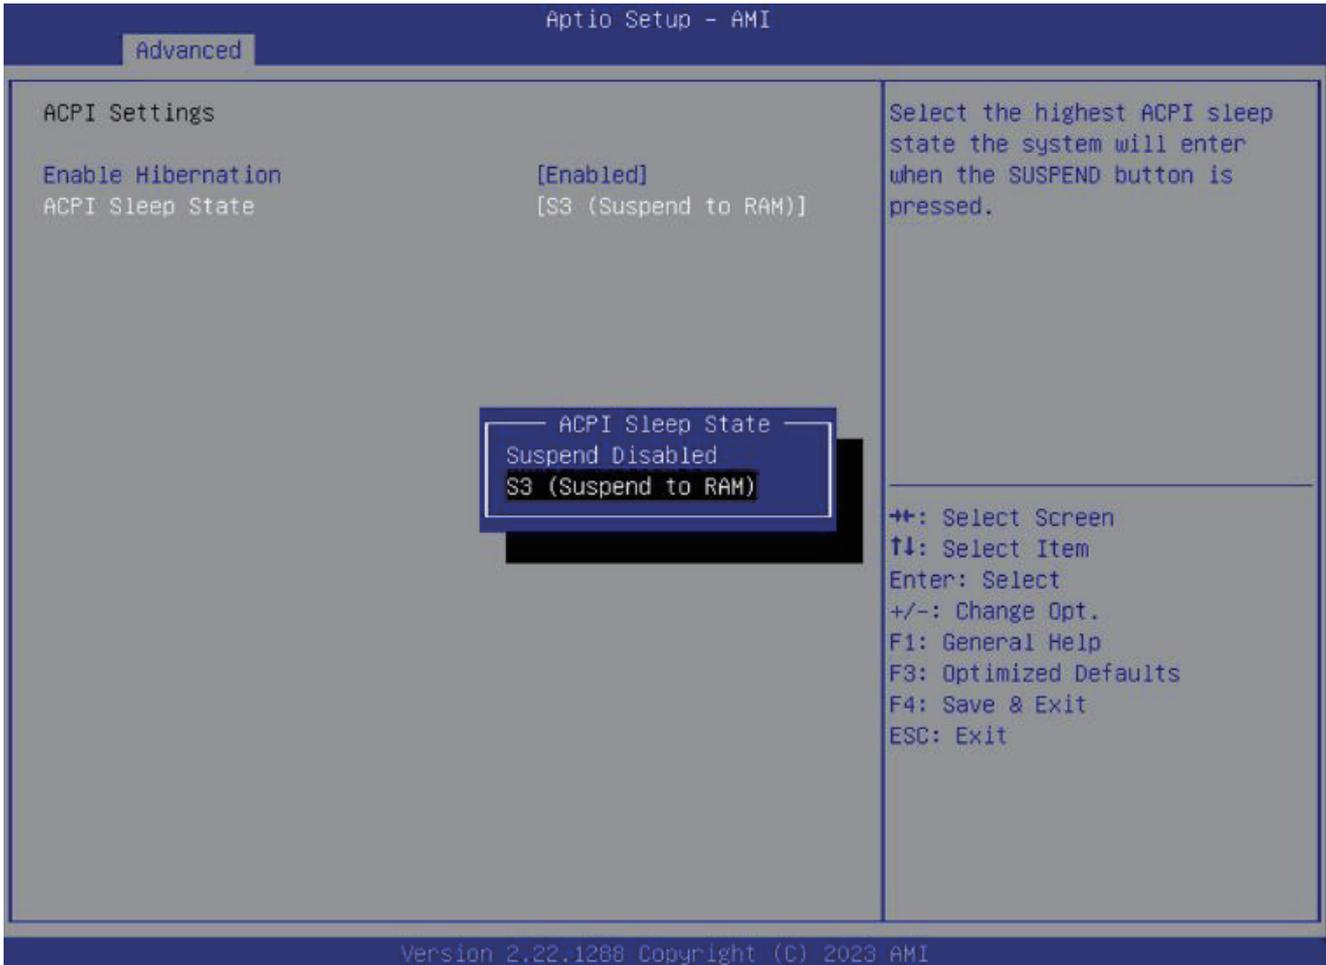 Aptio Setup – AMI
Advanced
ACPI Settings
Enable Hibernation [Enabled]
ACPI Sleep State [S3 (Suspend to RAM)]
Select the highest ACPI sleep
state the system will enter
when the SUSPEND button is
pressed.
ACPI Sleep State
Suspend Disabled
S3 (Suspend to RAM)
→←: Select Screen
↑↓: Select Item
Enter: Select
+/-: Change Opt.
F1: General Help
F3: Optimized Defaults
F4: Save & Exit
ESC: Exit
Version 2.22.1288 Copyright (C) 2023 AMI